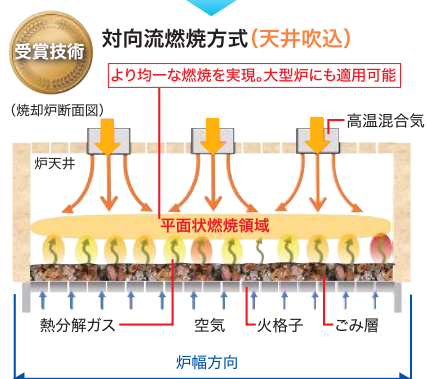 受賞技術
対向流燃焼方式（天井吹込）
より均一な燃焼を実現。大型炉にも適用可能
（焼却炉断面図）
高温混合気
炉天井
平面状燃焼領域
熱分解ガス
空気
火格子
ごみ層
炉幅方向